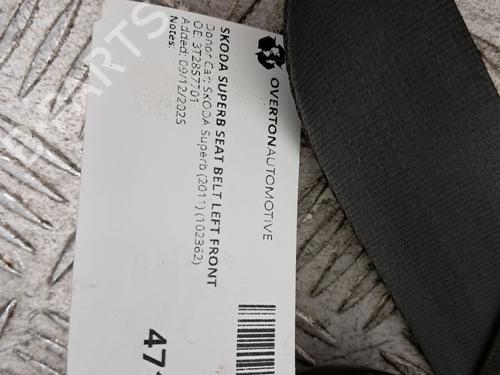 OVERTONAUTOMOTIVE
SKODA SUPERB SEAT BELT LEFT FRONT
Donor Car: SKODA Superb (2011) (102362)
OE: 3T2857701
Added: 09/12/2025
Notes:
47
PARTS